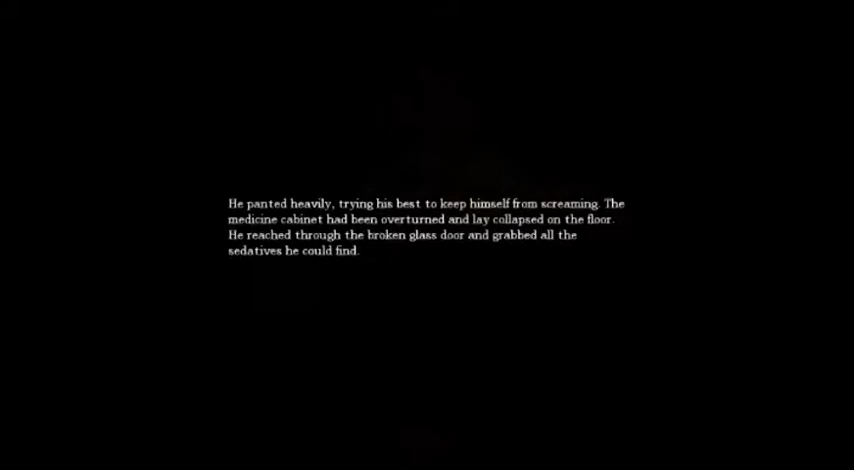 He panted heavily, trying his best to keep himself from screaming. The
medicine cabinet had been overturned and lay collapsed on the floor.
He reached through the broken glass door and grabbed all the
sedatives he could find.